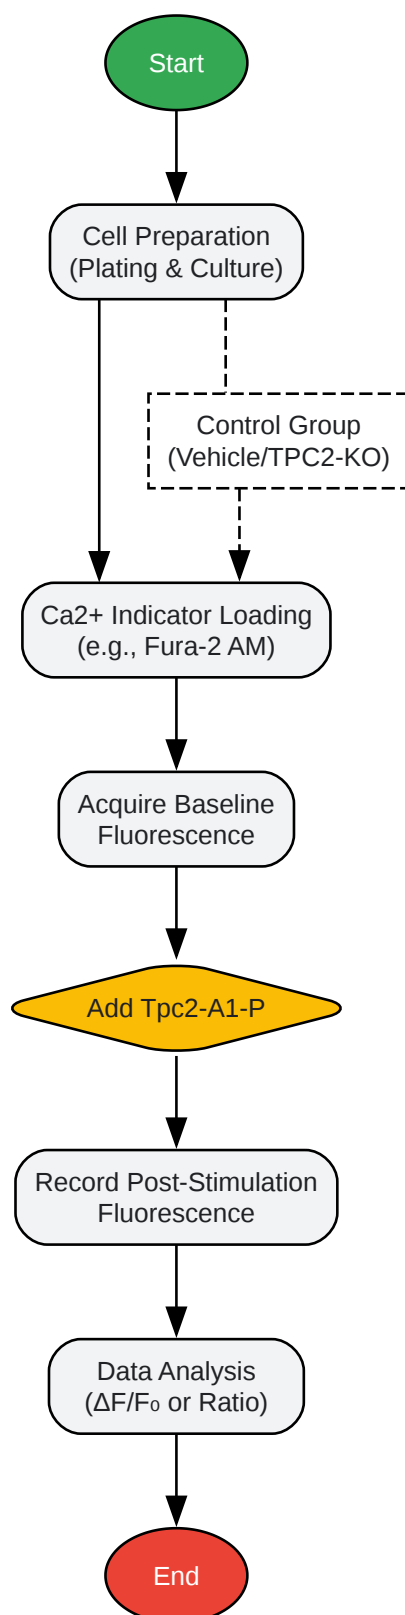 Start
Cell Preparation
(Plating & Culture)
Control Group
(Vehicle/TPC2-KO)
Ca2+ Indicator Loading
(e.g., Fura-2 AM)
Acquire Baseline
Fluorescence
Add Tpc2-A1-P
Record Post-Stimulation
Fluorescence
Data Analysis
(ΔF/F₀ or Ratio)
End